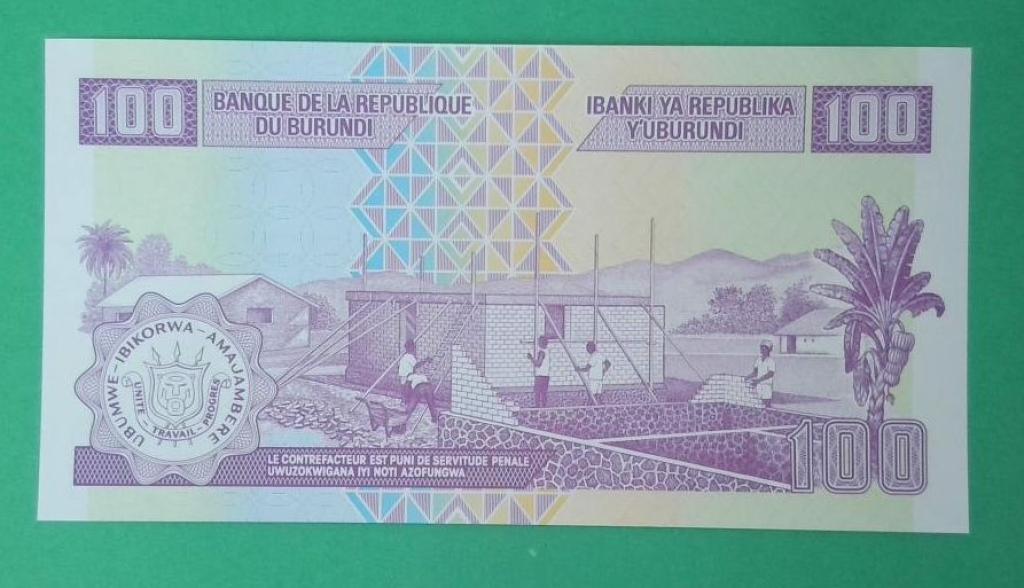 100
BANQUE DE LA REPUBLIQUE
DU BURUNDI
IBANKI YA REPUBLIKA
Y'UBURUNDI
100
UBUMWE-IBIKORWA-AMAJAMBERE
UNITE-TRAVAIL-PROGRES
LE CONTREFACTEUR EST PUNI DE SERVITUDE PENALE
UWUZOKWIGANA IYI NOTI AZOFUNGWA
100